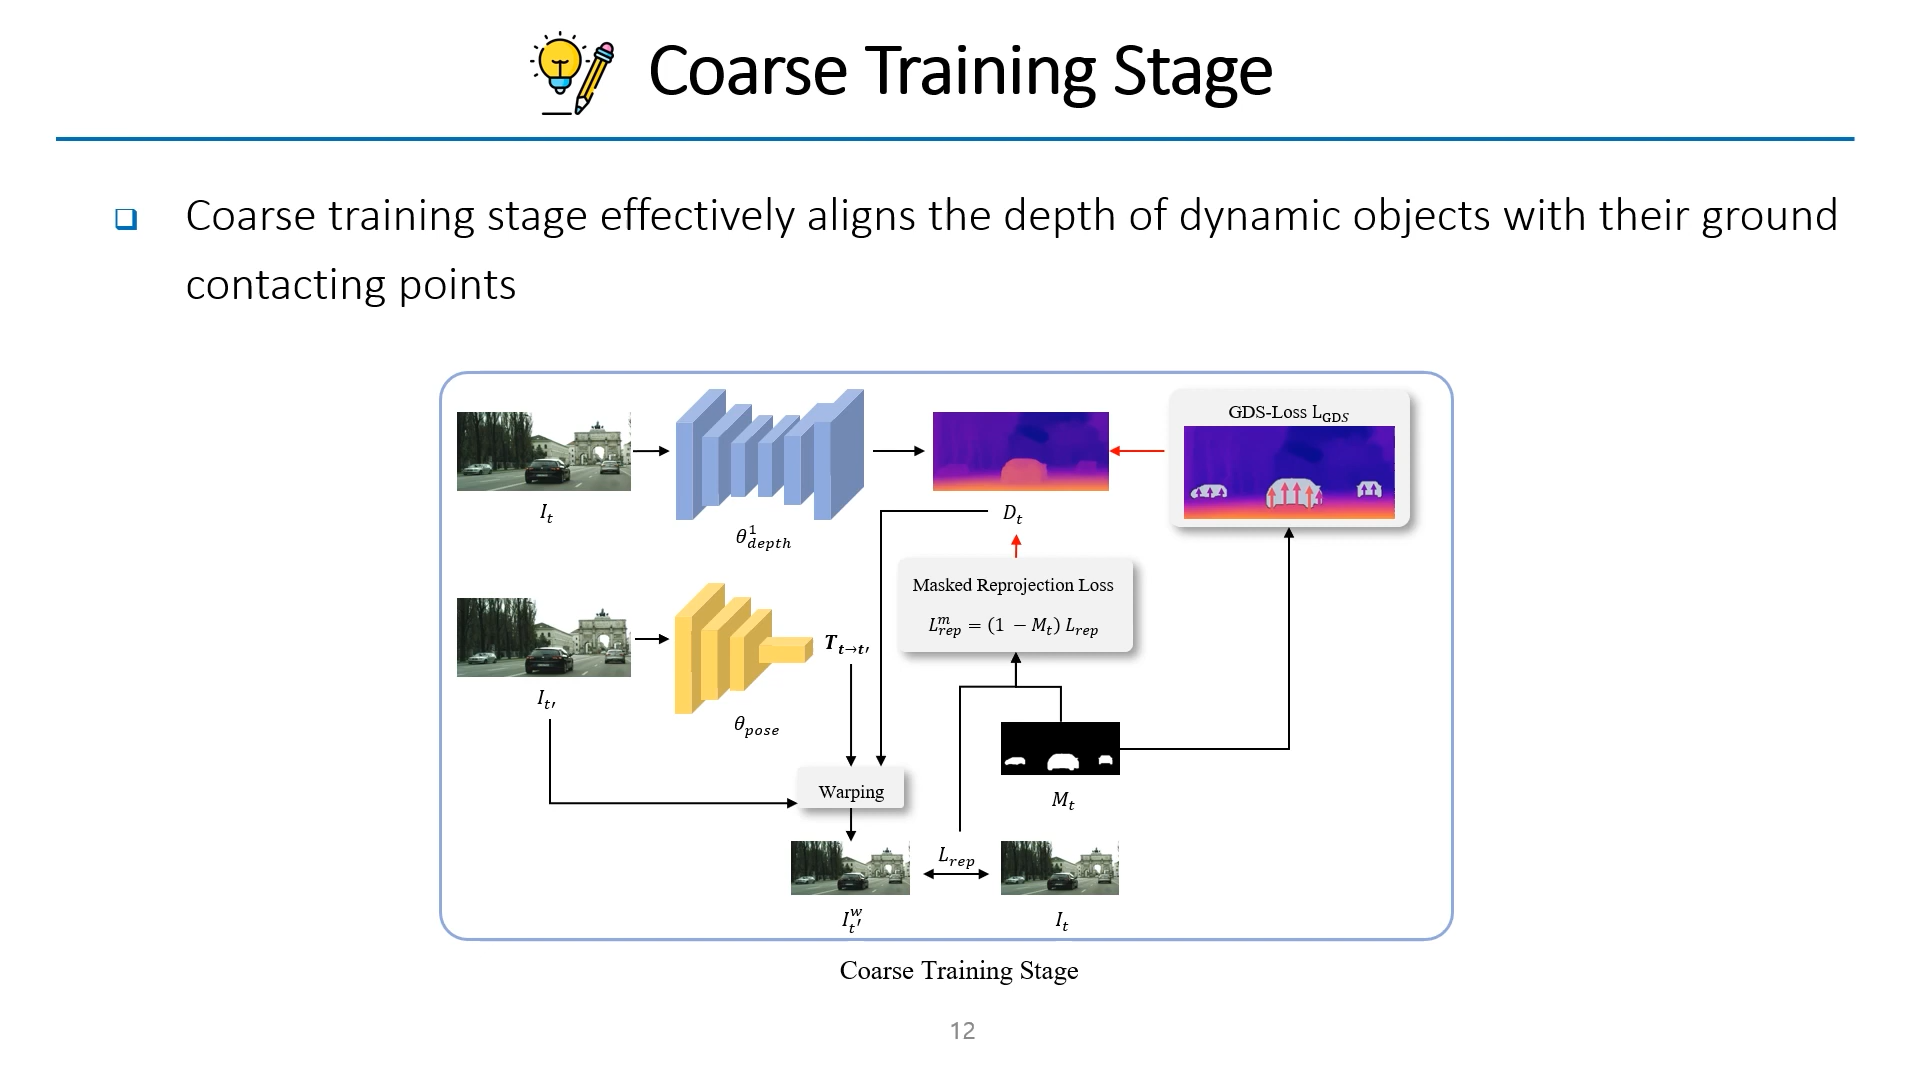 Coarse Training Stage
❑ Coarse training stage effectively aligns the depth of dynamic objects with their ground
contacting points
GDS-Loss L_GDS
I_t
θ^1_depth
D_t
Masked Reprojection Loss
L^m_rep = (1 − M_t) L_rep
T_t→t′
I_t′
θ_pose
Warping
M_t
L_rep
I^w_t′
I_t
Coarse Training Stage
12